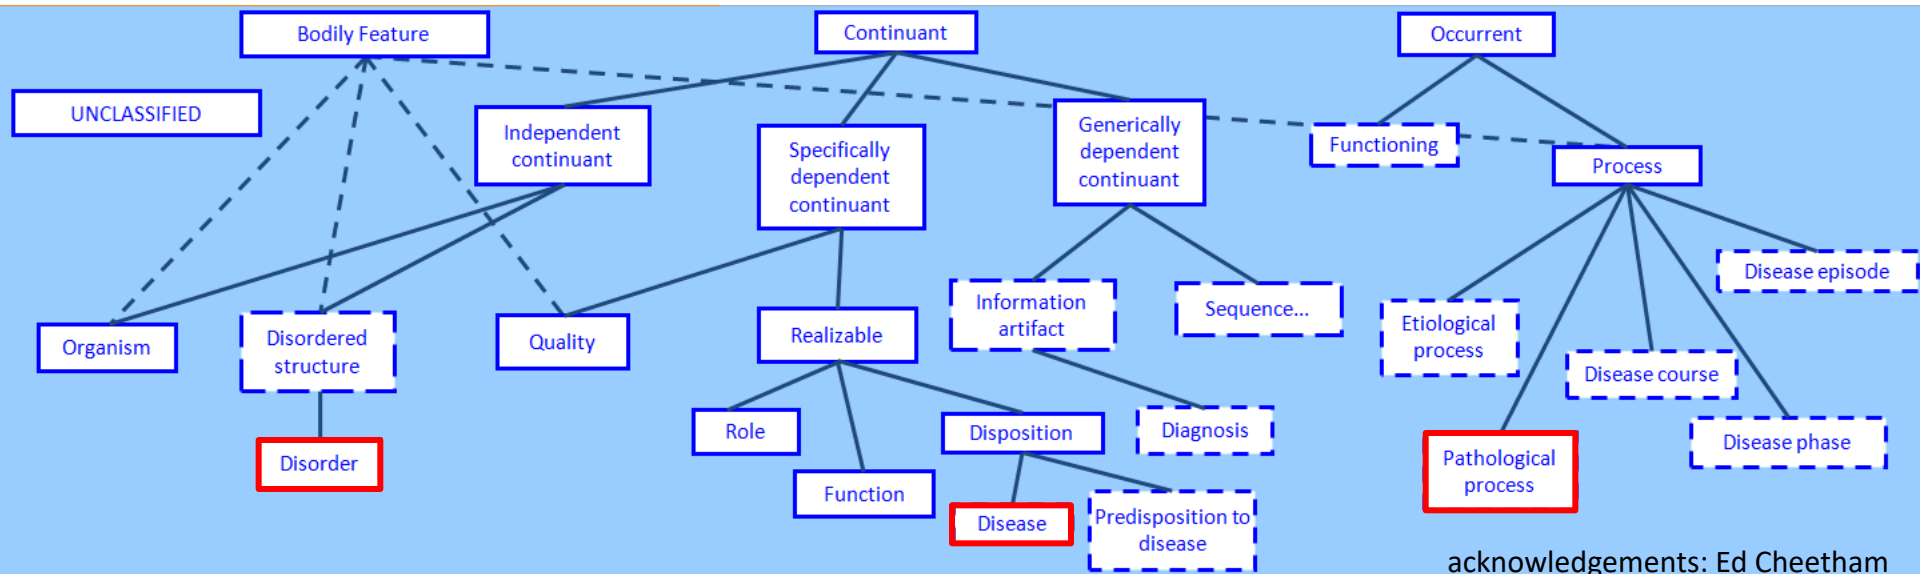 Bodily Feature
Continuant
Occurrent
UNCLASSIFIED
Independent
continuant
Specifically
dependent
continuant
Generically
dependent
continuant
Functioning
Process
Disease episode
Organism
Disordered
structure
Quality
Realizable
Information
artifact
Sequence...
Etiological
process
Disease course
Role
Disposition
Diagnosis
Disease phase
Disorder
Function
Disease
Predisposition to
disease
Pathological
process
acknowledgements: Ed Cheetham